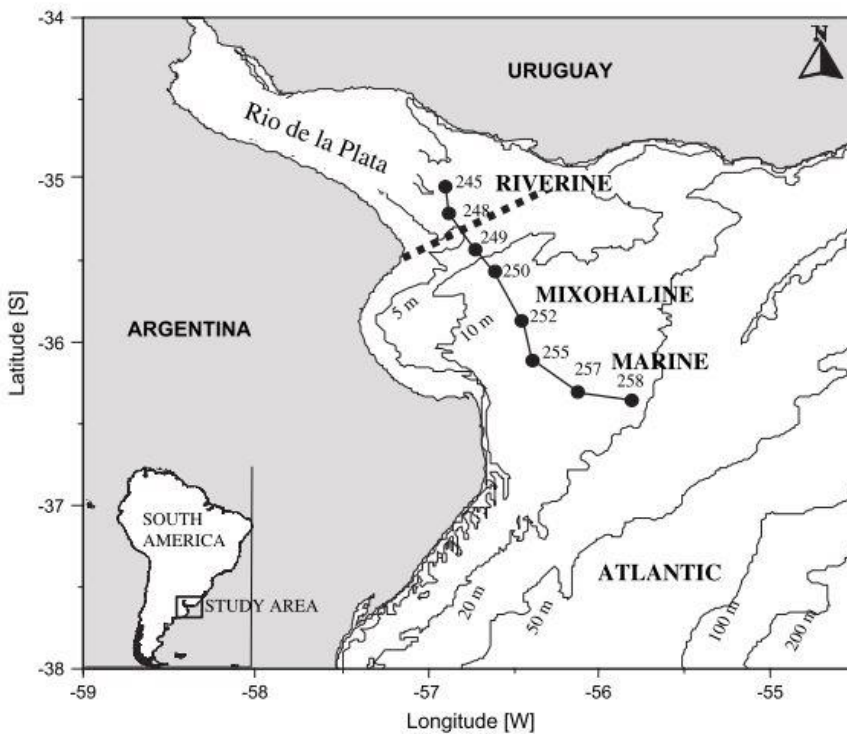 -34
N
URUGUAY
Rio de la Plata
-35
245
RIVERINE
248
249
250
MIXOHALINE
5 m
10 m
252
-36
ARGENTINA
255
MARINE
257
258
Latitude [S]
-37
SOUTH
AMERICA
STUDY AREA
ATLANTIC
20 m
50 m
100 m
200 m
-38
-59
-58
-57
-56
-55
Longitude [W]